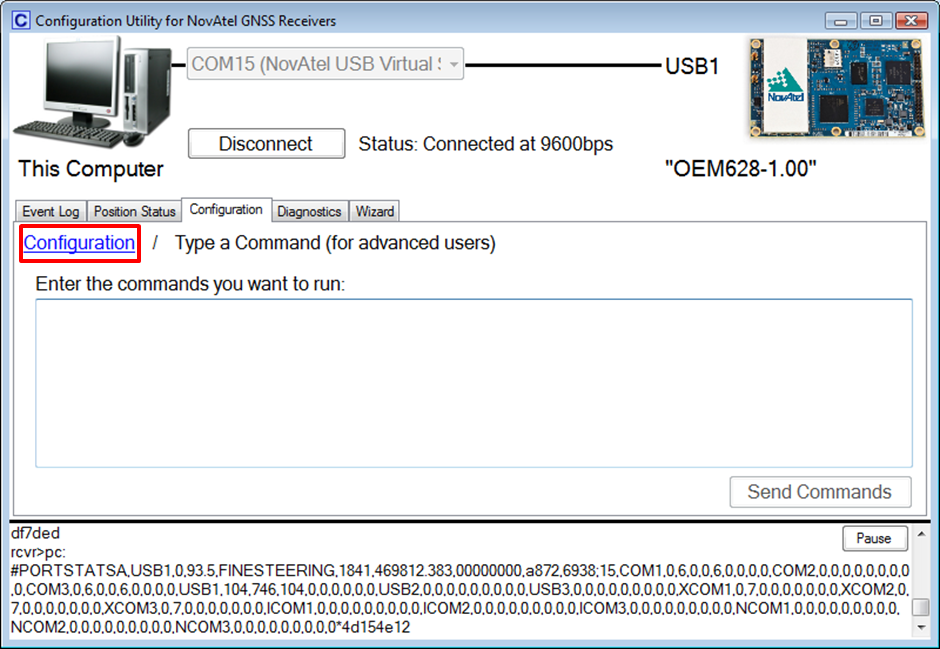 C Configuration Utility for NovAtel GNSS Receivers
COM15 (NovAtel USB Virtual S
USB1
NovAtel
Disconnect
Status: Connected at 9600bps
This Computer
"OEM628-1.00"
Event Log
Position Status
Configuration
Diagnostics
Wizard
Configuration / Type a Command (for advanced users)
Enter the commands you want to run:
Send Commands
df7ded
Pause
rcvr>pc:
#PORTSTATSA,USB1,0,93.5,FINESTEERING,1841,469812.383,00000000,a872,6938;15,COM1,0,6,0,0,6,0,0,0,0,COM2,0,0,0,0,0,0,0,0
,0,COM3,0,6,0,0,6,0,0,0,0,USB1,104,746,104,0,0,0,0,0,0,USB2,0,0,0,0,0,0,0,0,0,USB3,0,0,0,0,0,0,0,0,0,XCOM1,0,7,0,0,0,0,0,0,0,XCOM2,0,
7,0,0,0,0,0,0,0,XCOM3,0,7,0,0,0,0,0,0,0,ICOM1,0,0,0,0,0,0,0,0,0,ICOM2,0,0,0,0,0,0,0,0,0,ICOM3,0,0,0,0,0,0,0,0,0,NCOM1,0,0,0,0,0,0,0,0,0,
NCOM2,0,0,0,0,0,0,0,0,0,NCOM3,0,0,0,0,0,0,0,0,0*4d154e12